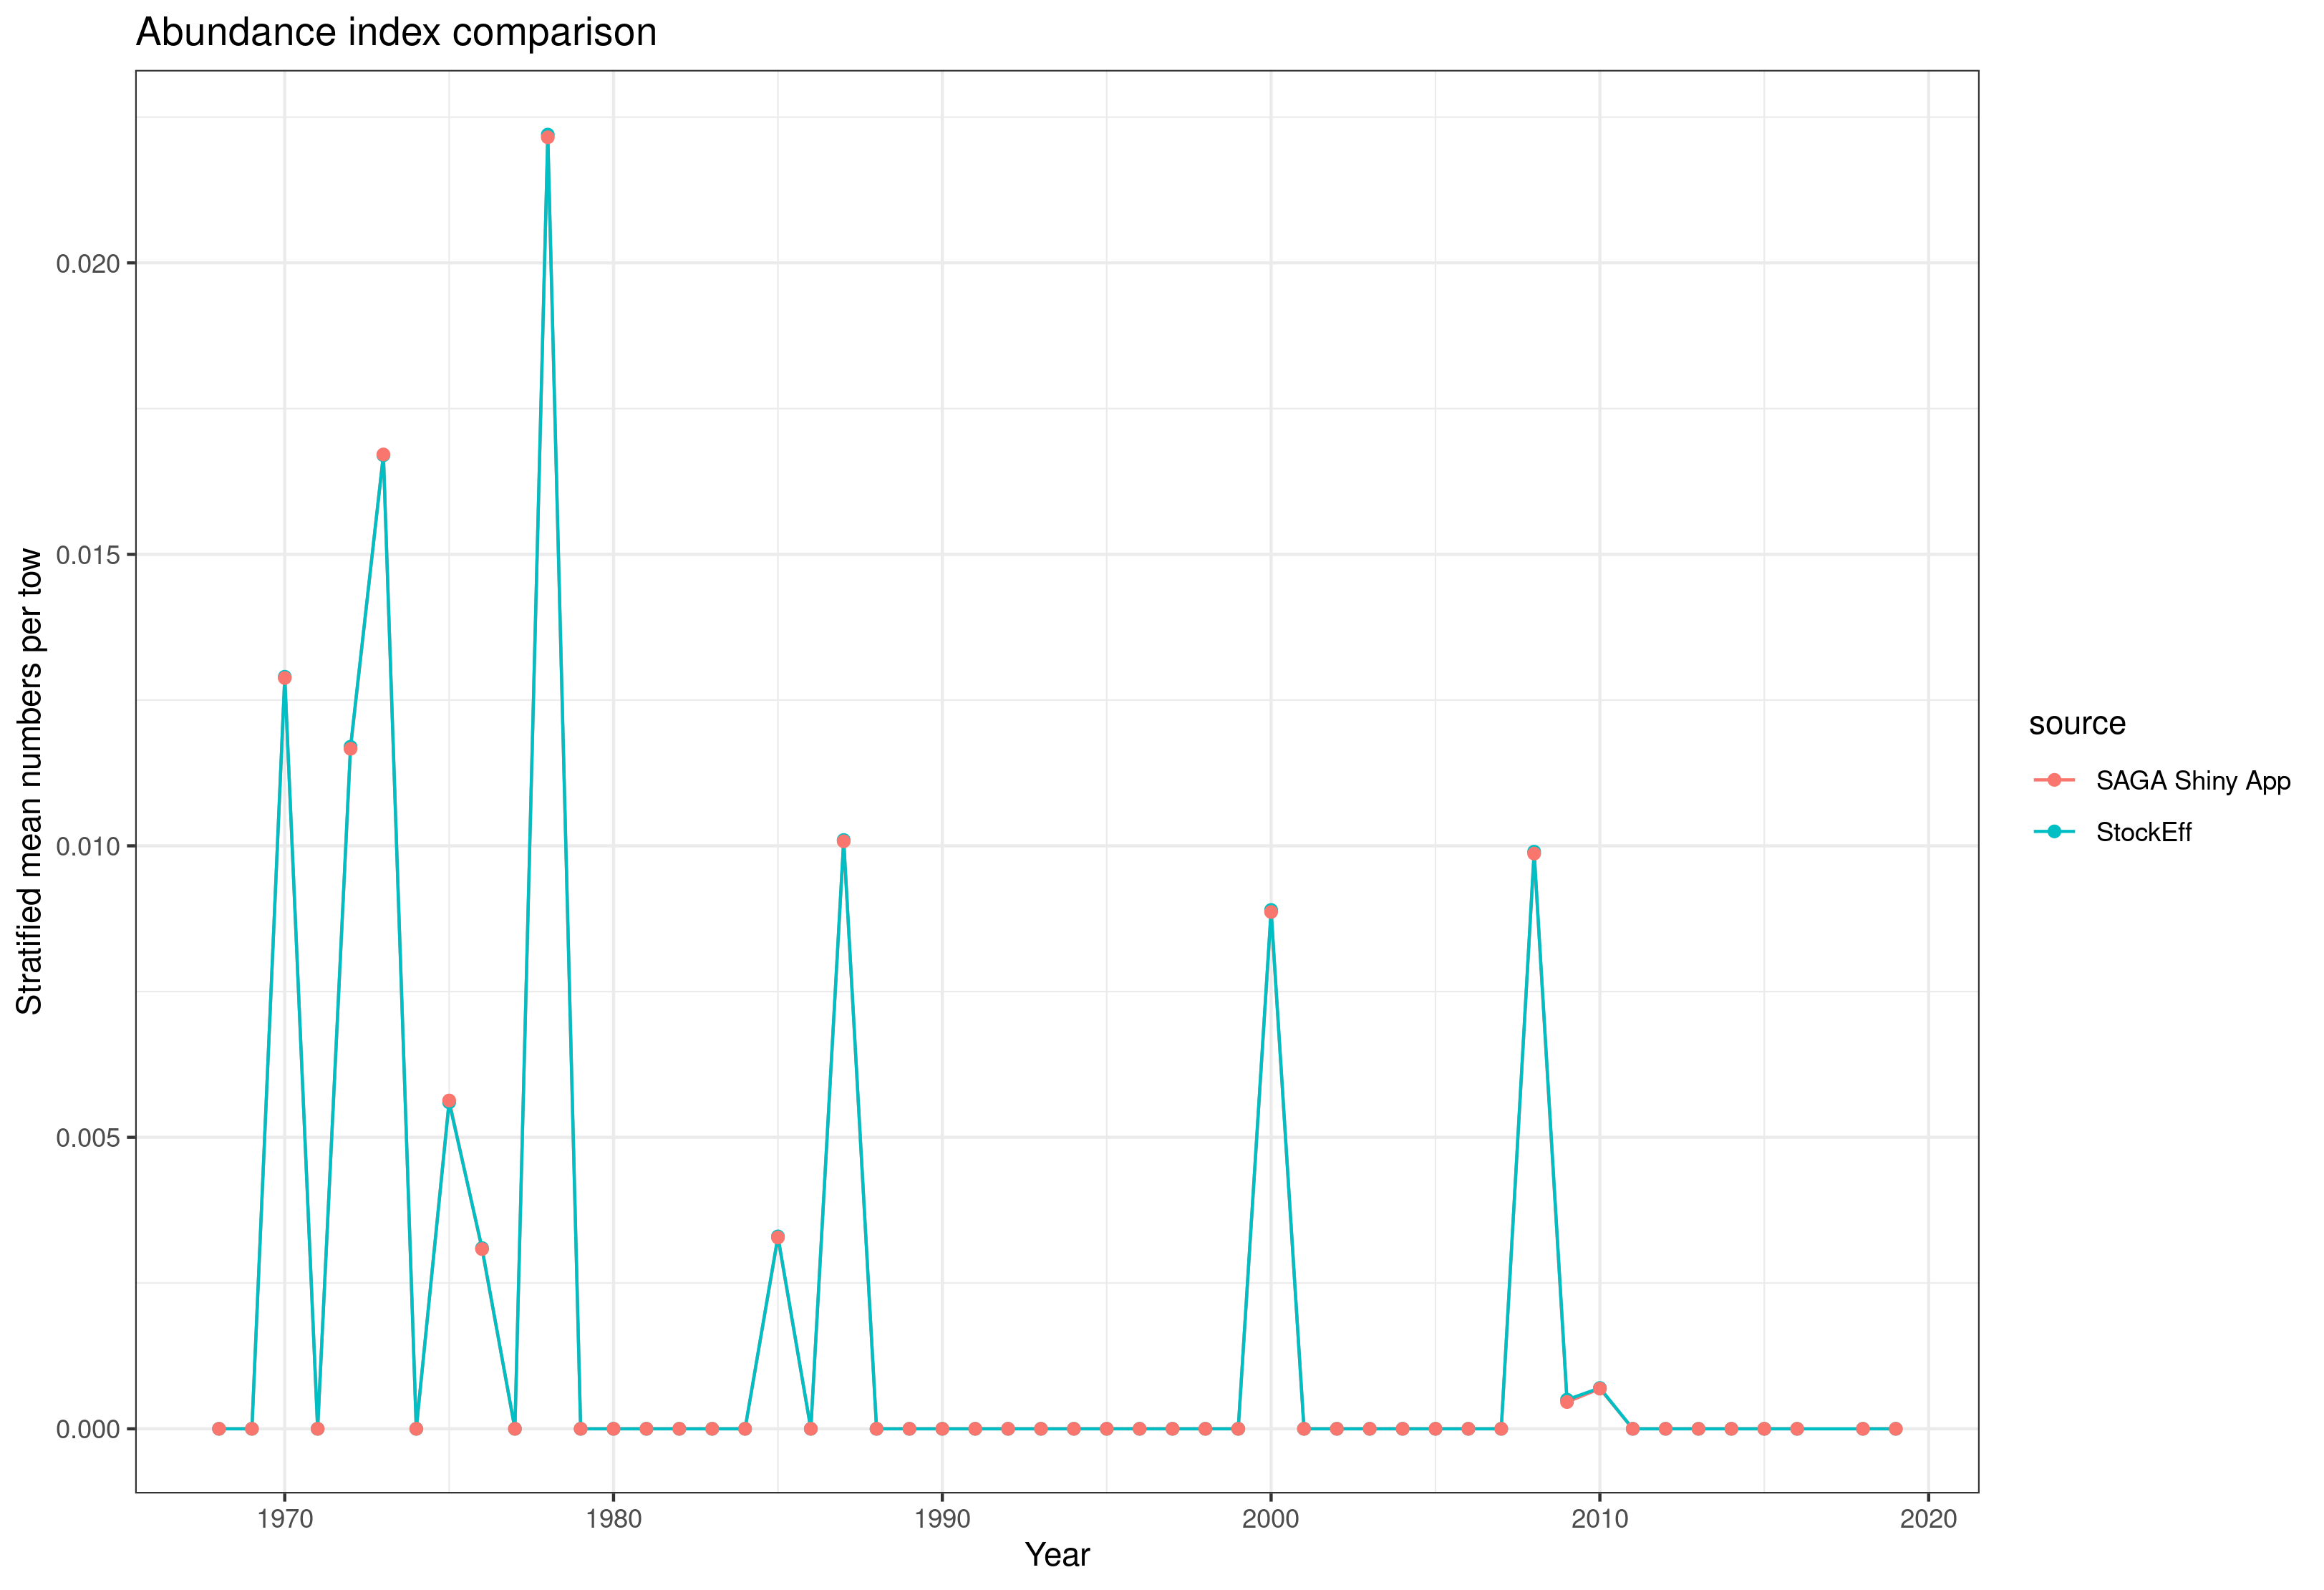 Abundance index comparison
Stratified mean numbers per tow
0.020
0.015
0.010
0.005
0.000
1970 1980 1990 2000 2010 2020
Year
source
SAGA Shiny App
StockEff